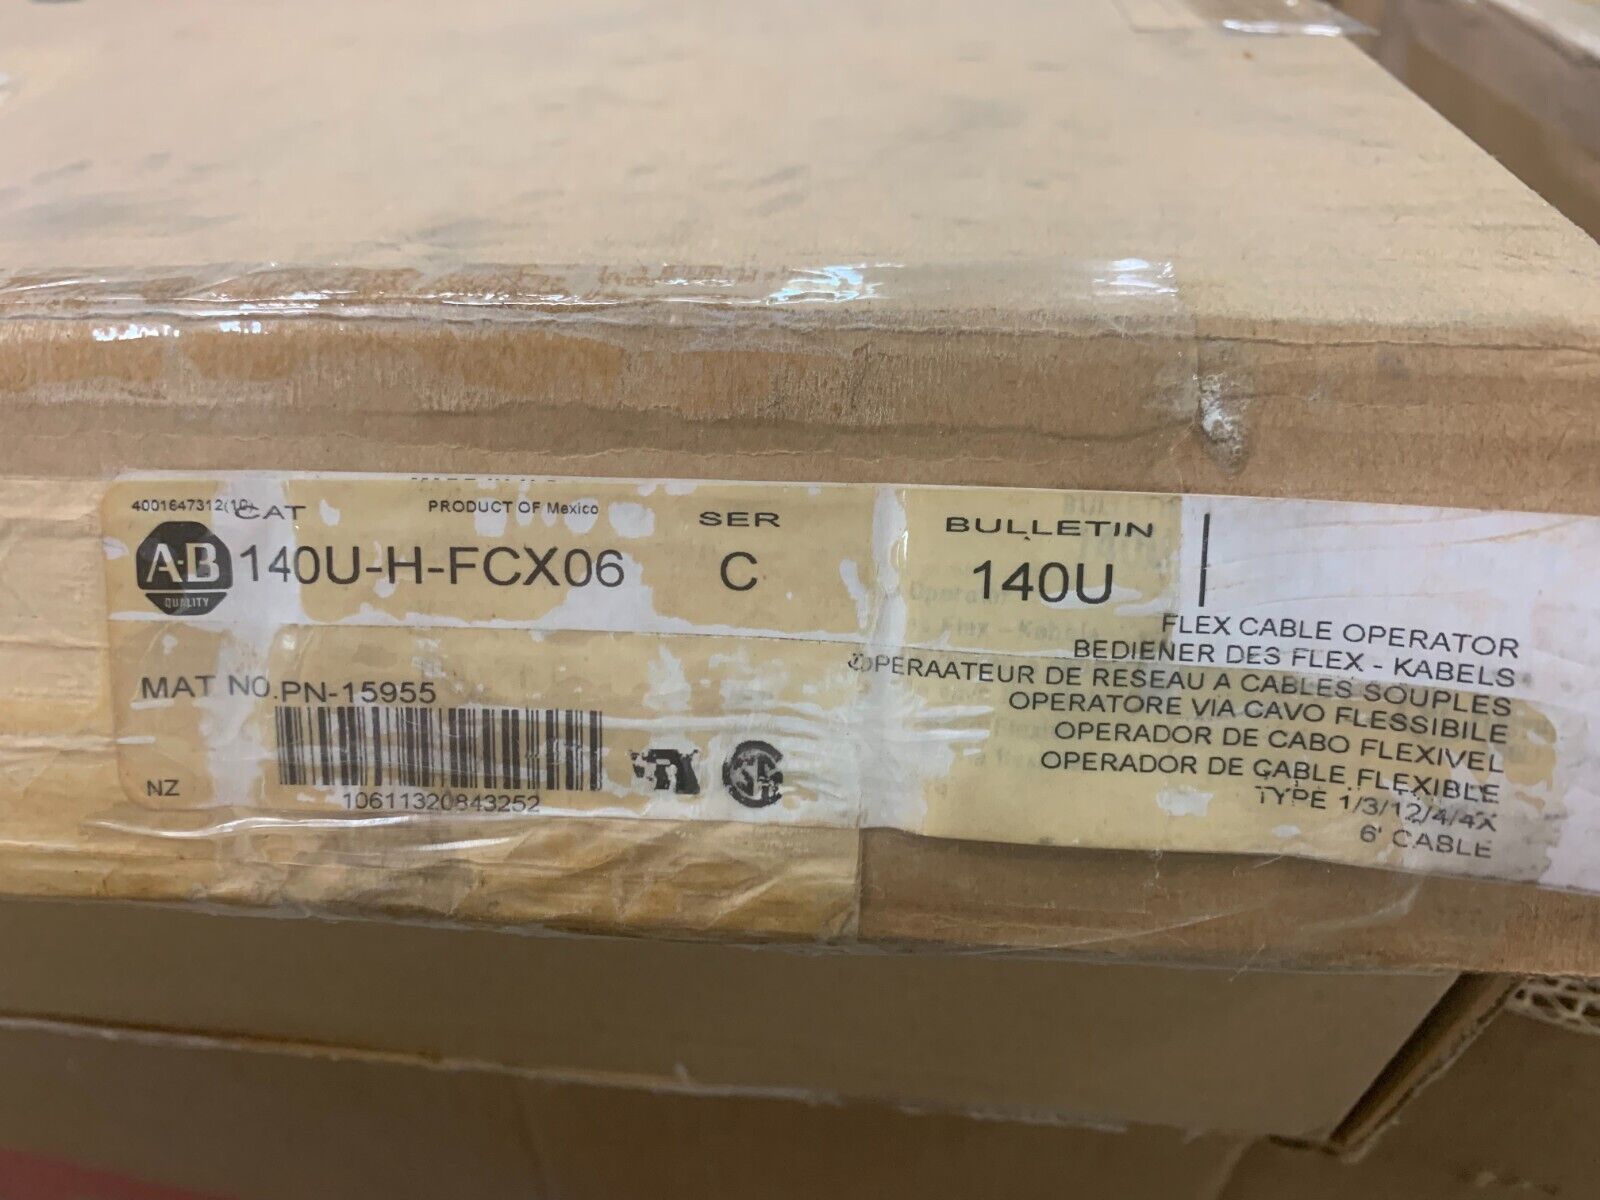 4001647312(10)
CAT
PRODUCT OF Mexico
SER
BULLETIN
A-B
QUALITY
140U-H-FCX06
C
140U
FLEX CABLE OPERATOR
BEDIENER DES FLEX - KABELS
OPERAATEUR DE RESEAU A CABLES SOUPLES
OPERATORE VIA CAVO FLESSIBILE
OPERADOR DE CABO FLEXIVEL
OPERADOR DE CABLE FLEXIBLE
TYPE 1/3/12/4/4X
6' CABLE
MAT NO.PN-15955
NZ
10611320843252